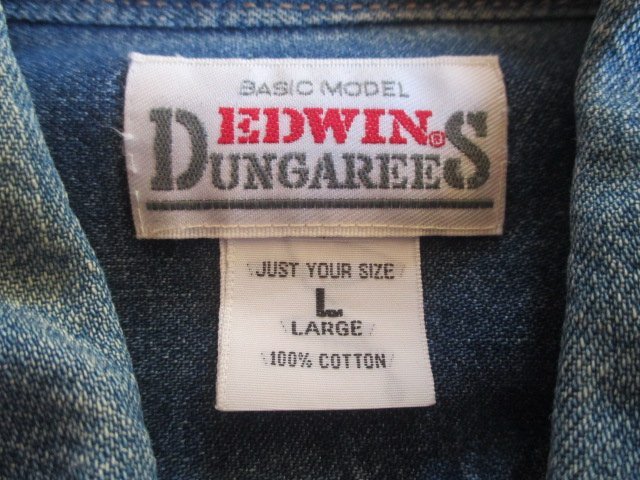 BASIC MODEL
EDWIN®
DUNGAREES
JUST YOUR SIZE
L
LARGE
100% COTTON